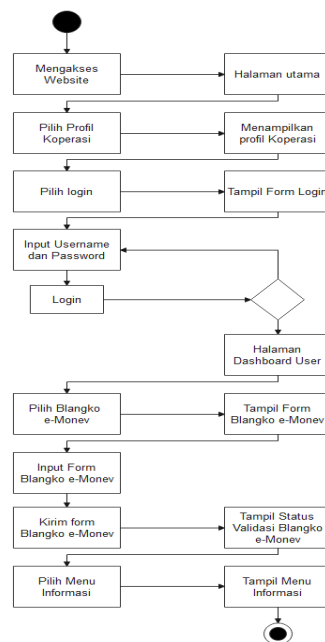 Mengakses
Website
Halaman utama
Pilih Profil
Koperasi
Menampilkan
profil Koperasi
Pilih login
Tampil Form Login
Input Username
dan Password
Login
Halaman
Dashboard User
Pilih Blangko
e-Monev
Tampil Form
Blangko e-Monev
Input Form
Blangko e-Monev
Kirim form
Blangko e-Monev
Tampil Status
Validasi Blangko
e-Monev
Pilih Menu
Informasi
Tampil Menu
Informasi